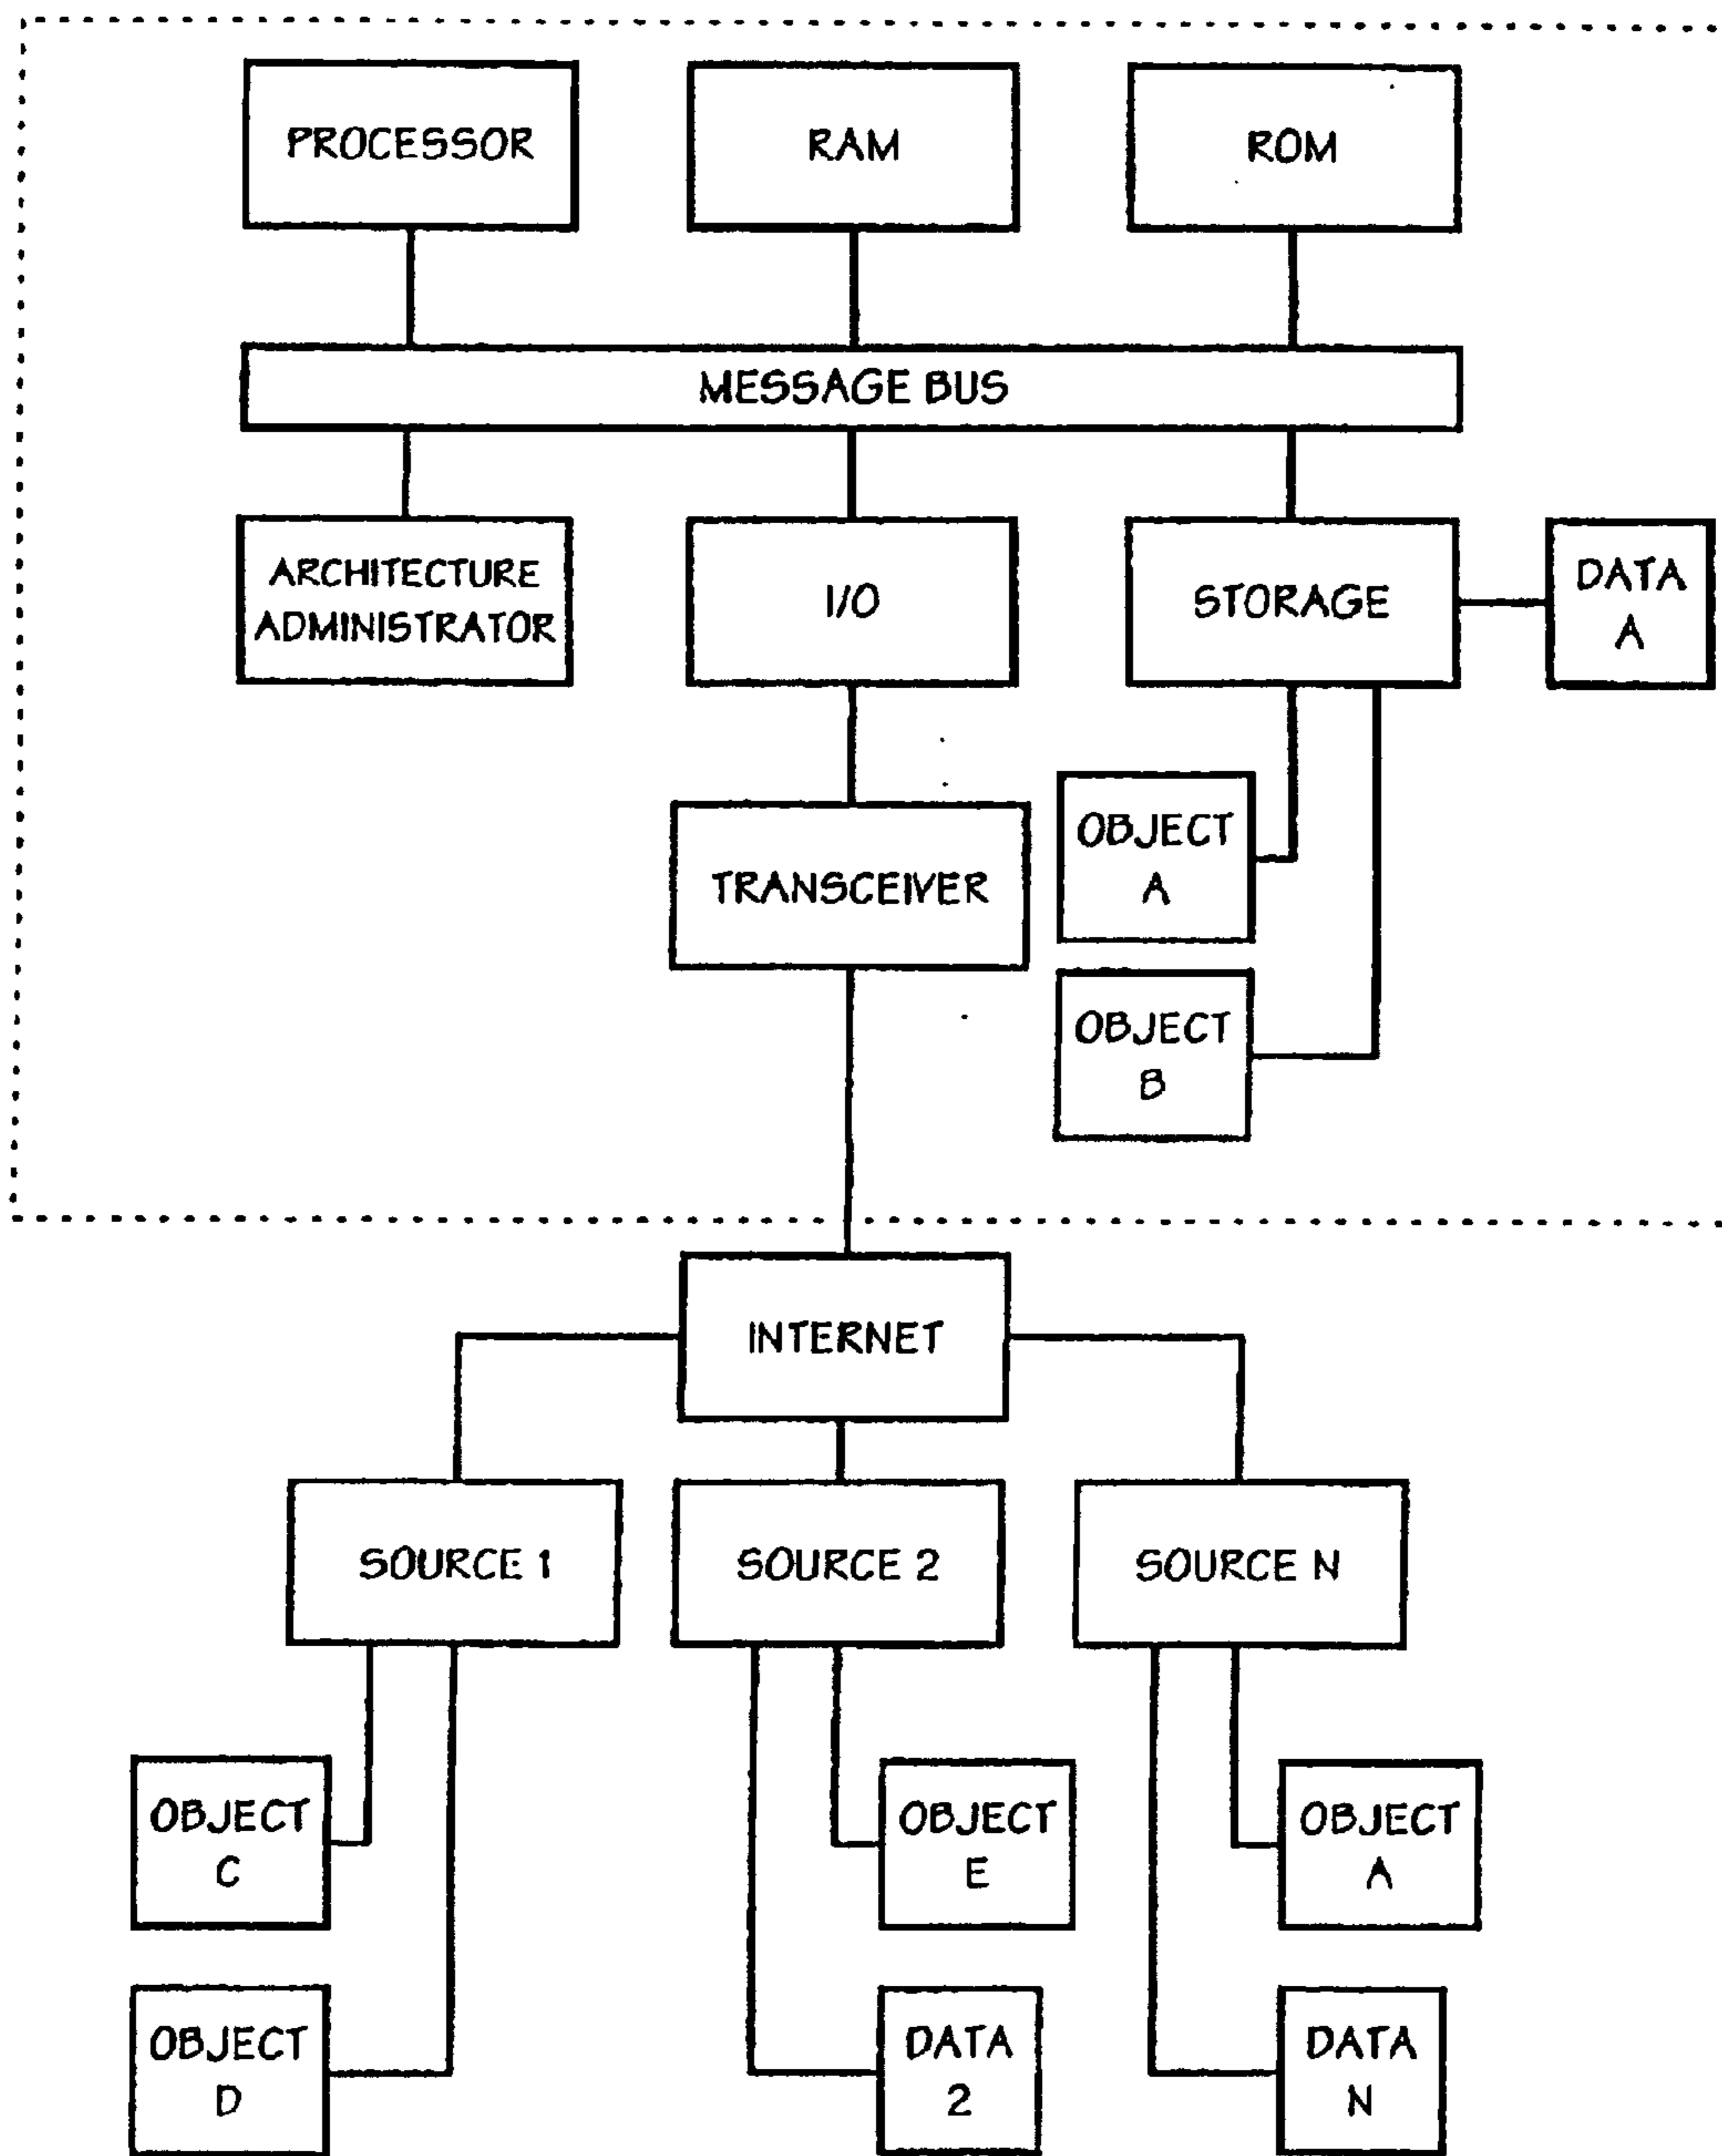 PROCESSOR
RAM
ROM
MESSAGE BUS
ARCHITECTURE
ADMINISTRATOR
I/O
STORAGE
DATA
A
OBJECT
A
TRANSCEIVER
OBJECT
B
INTERNET
SOURCE 1
SOURCE 2
SOURCE N
OBJECT
C
OBJECT
E
OBJECT
A
OBJECT
D
DATA
2
DATA
N